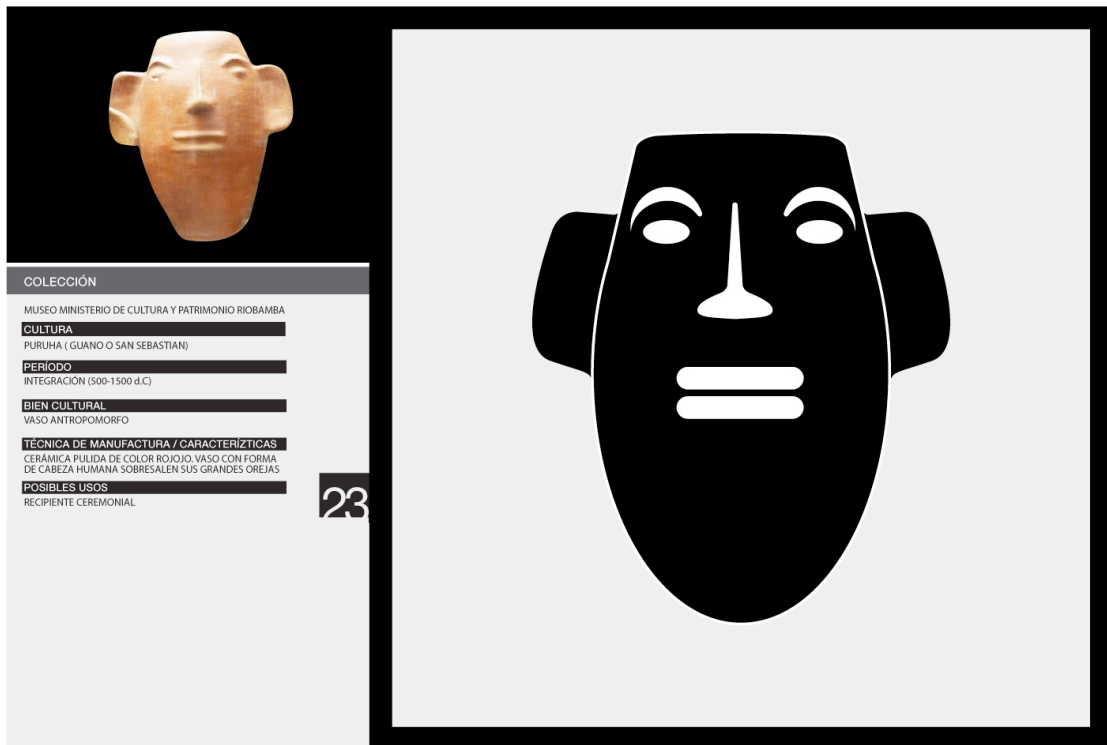 COLECCIÓN
MUSEO MINISTERIO DE CULTURA Y PATRIMONIO RIOBAMBA
CULTURA
PURUHA ( GUANO O SAN SEBASTIAN)
PERÍODO
INTEGRACIÓN (500-1500 d.C)
BIEN CULTURAL
VASO ANTROPOMORFO
TÉCNICA DE MANUFACTURA / CARACTERÍZTICAS
CERÁMICA PULIDA DE COLOR ROJOJO. VASO CON FORMA
DE CABEZA HUMANA SOBRESALEN SUS GRANDES OREJAS
POSIBLES USOS
RECIPIENTE CEREMONIAL
23